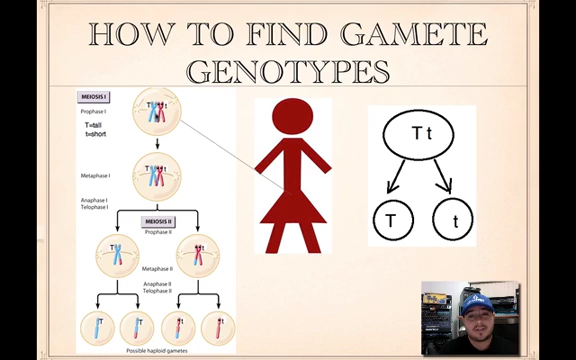 HOW TO FIND GAMETE
GENOTYPES
MEIOSIS I
Prophase I
T=tall
t=short
Metaphase I
Anaphase I
Telophase I
MEIOSIS II
Prophase II
Metaphase II
Anaphase II
Telophase II
Possible haploid gametes
T t
T
t